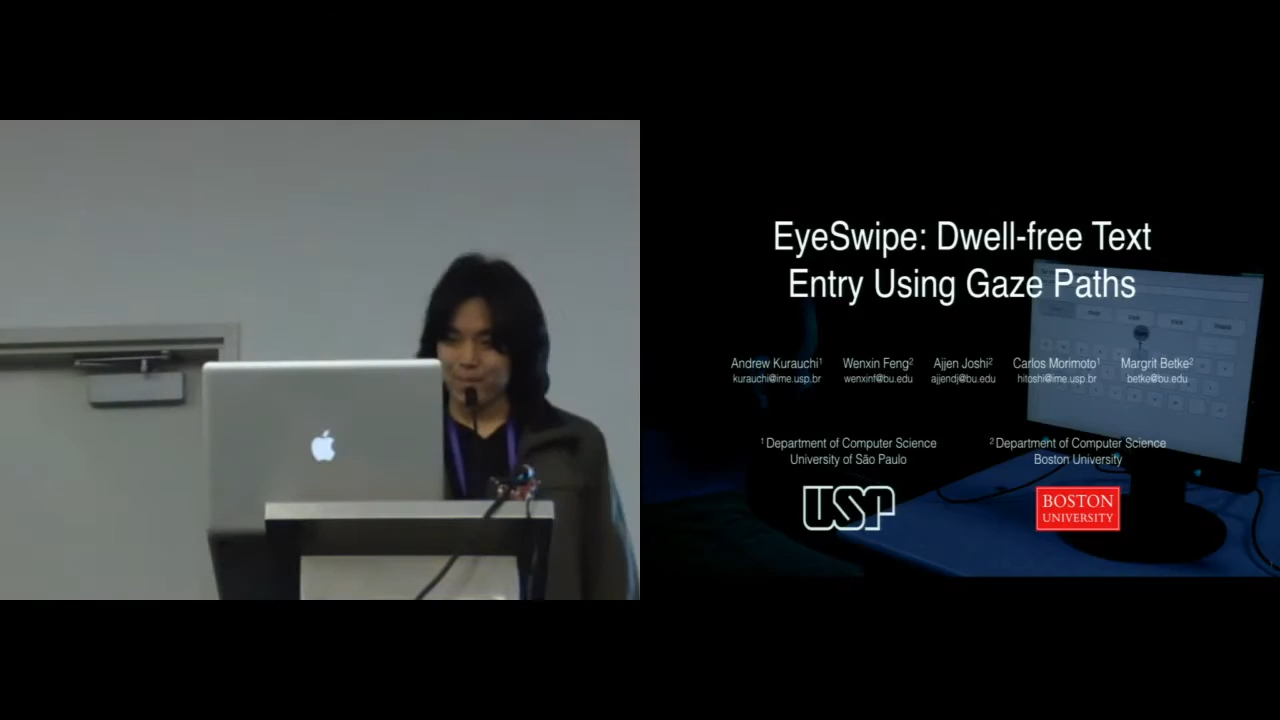 EyeSwipe: Dwell-free Text
Entry Using Gaze Paths
Andrew Kurauchi¹ Wenxin Feng² Ajjen Joshi² Carlos Morimoto¹ Margrit Betke²
kurauchi@ime.usp.br wenxinf@bu.edu ajjendj@bu.edu hitoshi@ime.usp.br betke@bu.edu
¹ Department of Computer Science
University of São Paulo
² Department of Computer Science
Boston University
USP
BOSTON
UNIVERSITY